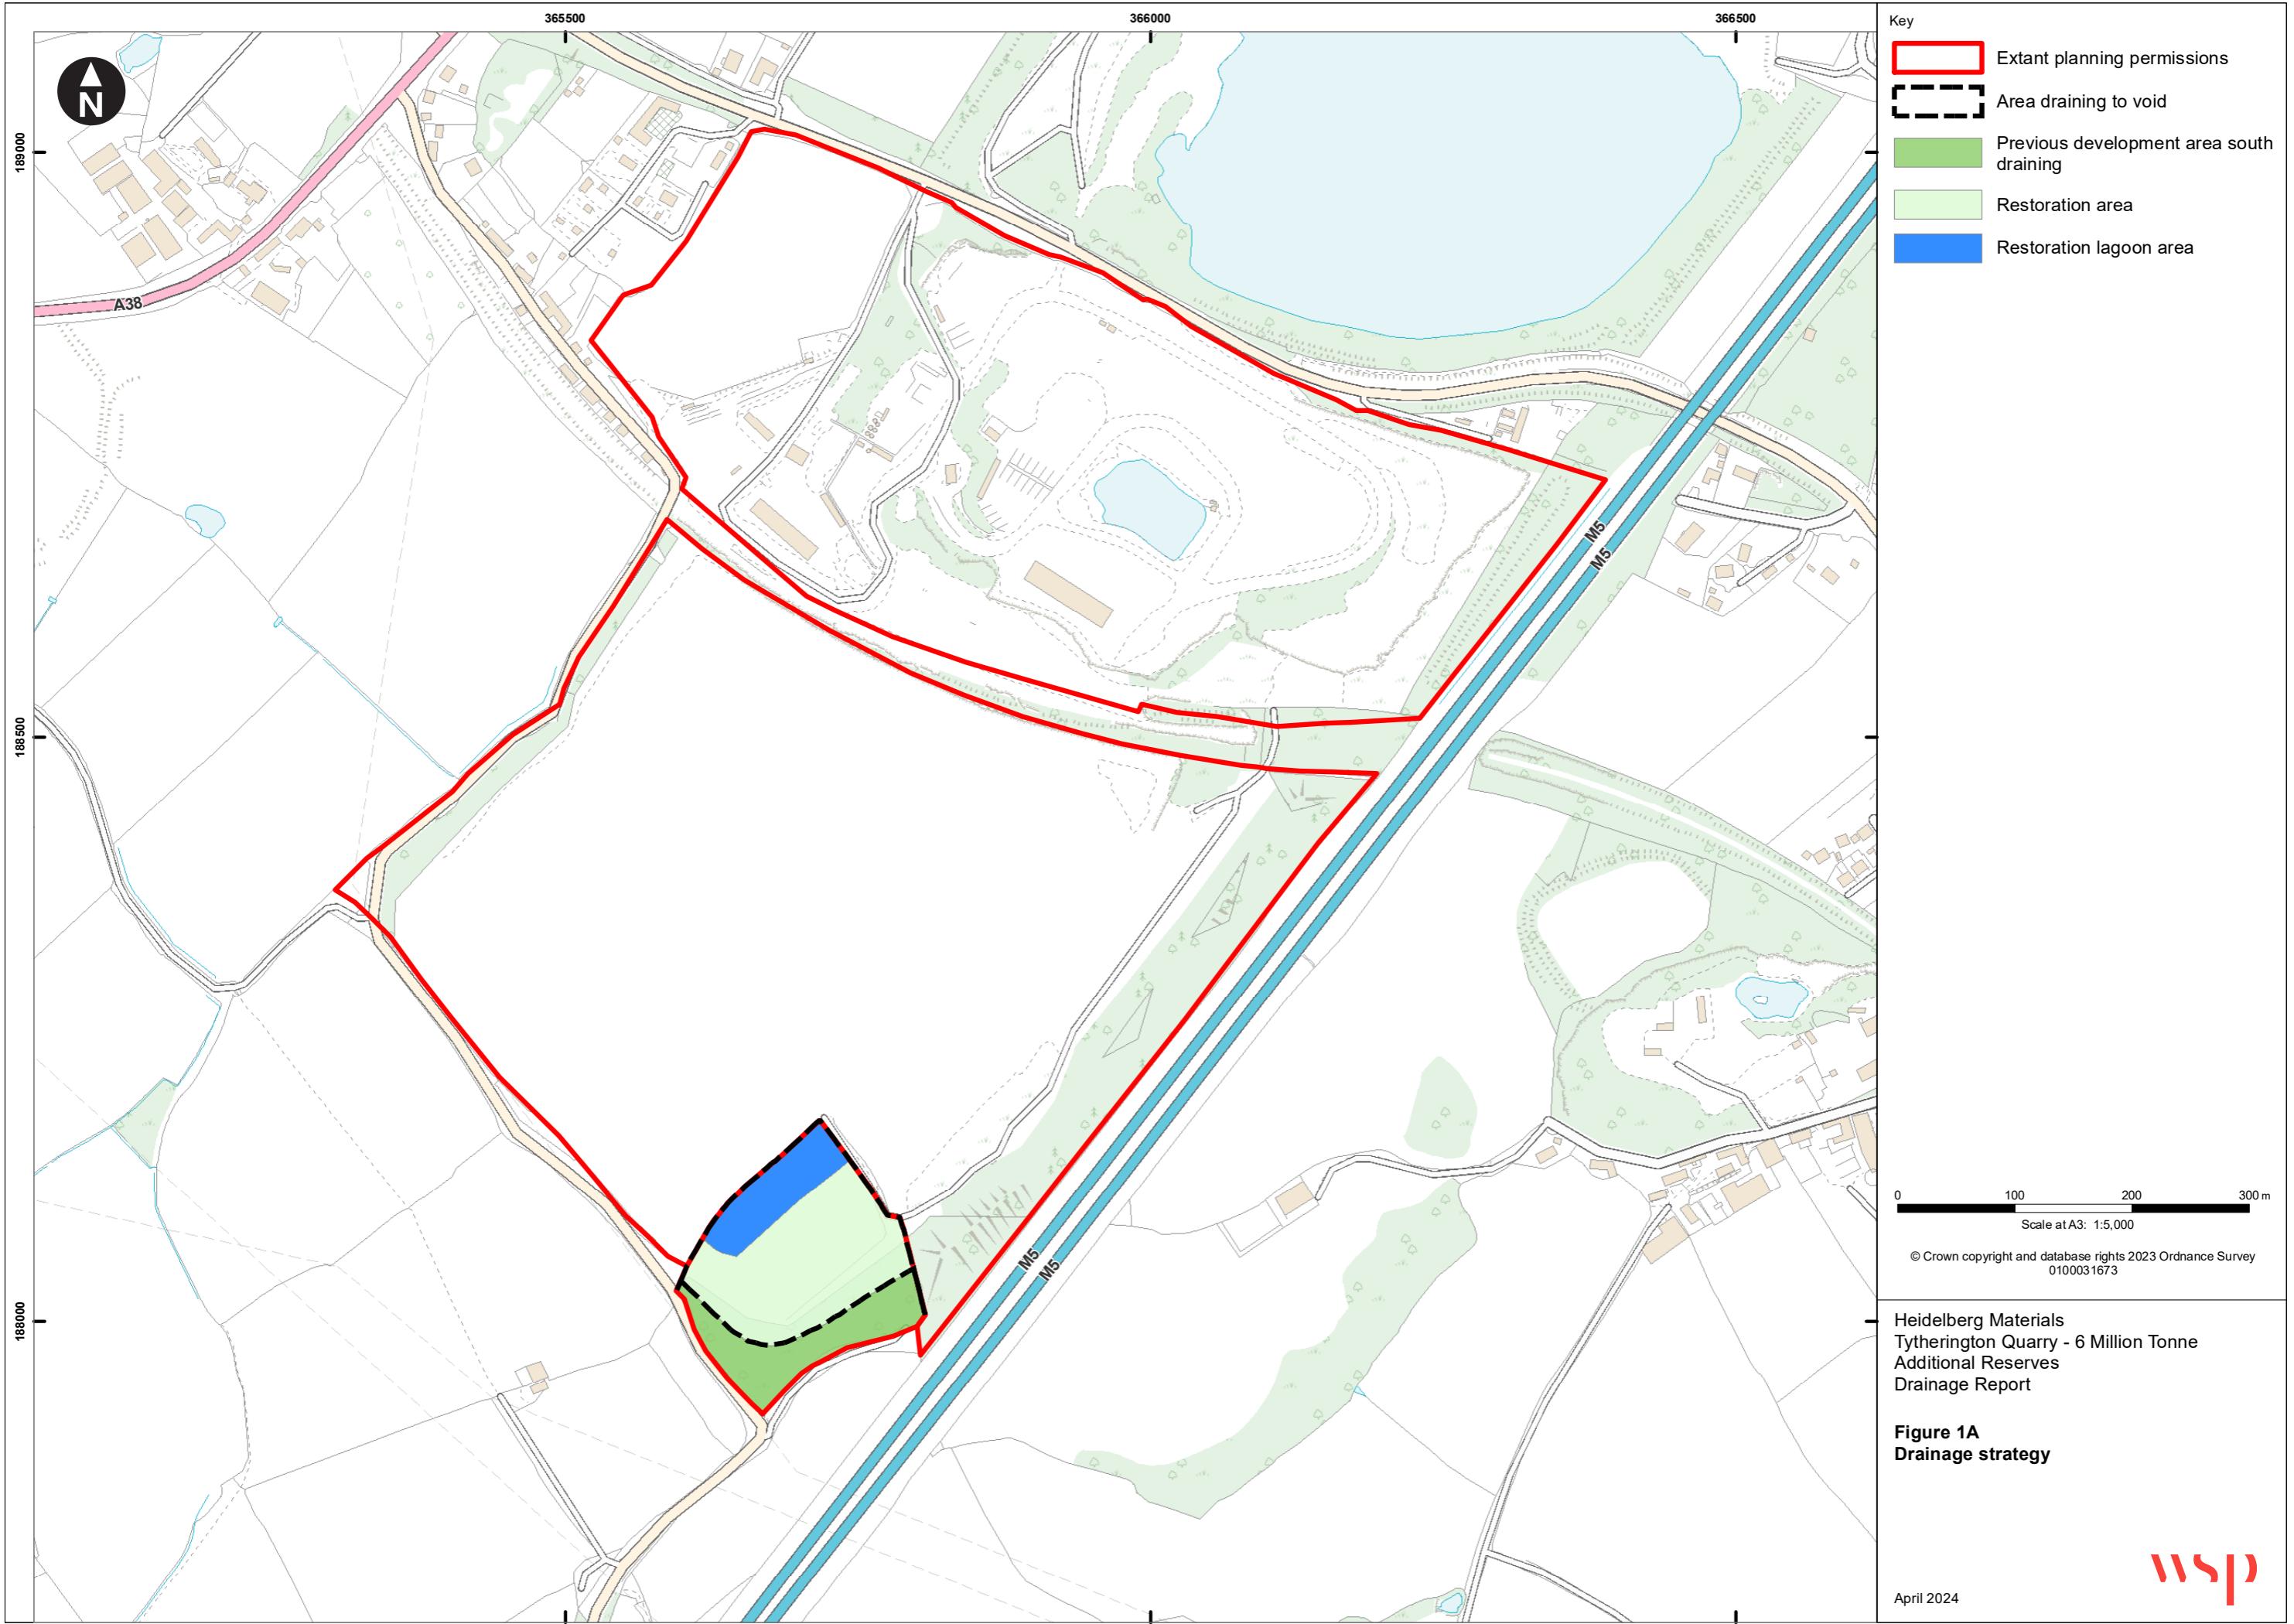 365500
366000
366500
189000
188500
188000
N
A38
M5
M5
M5
M5
Key
Extant planning permissions
Area draining to void
Previous development area south
draining
Restoration area
Restoration lagoon area
0 100 200 300 m
Scale at A3: 1:5,000
© Crown copyright and database rights 2023 Ordnance Survey
0100031673
Heidelberg Materials
Tytherington Quarry - 6 Million Tonne
Additional Reserves
Drainage Report
Figure 1A
Drainage strategy
April 2024
wsp